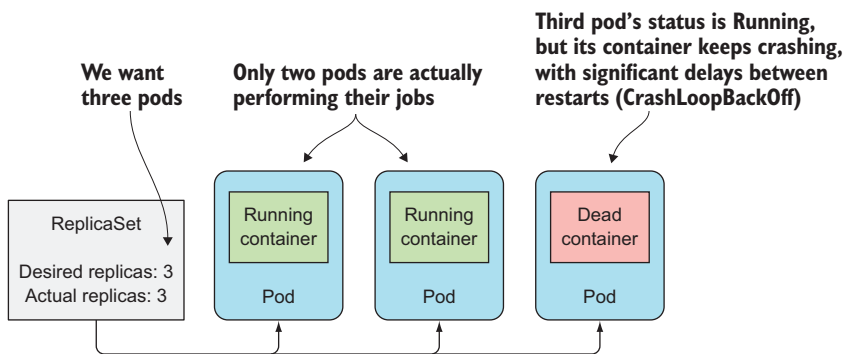 We want
three pods
Only two pods are actually
performing their jobs
Third pod's status is Running,
but its container keeps crashing,
with significant delays between
restarts (CrashLoopBackOff)
ReplicaSet
Desired replicas: 3
Actual replicas: 3
Running
container
Pod
Running
container
Pod
Dead
container
Pod